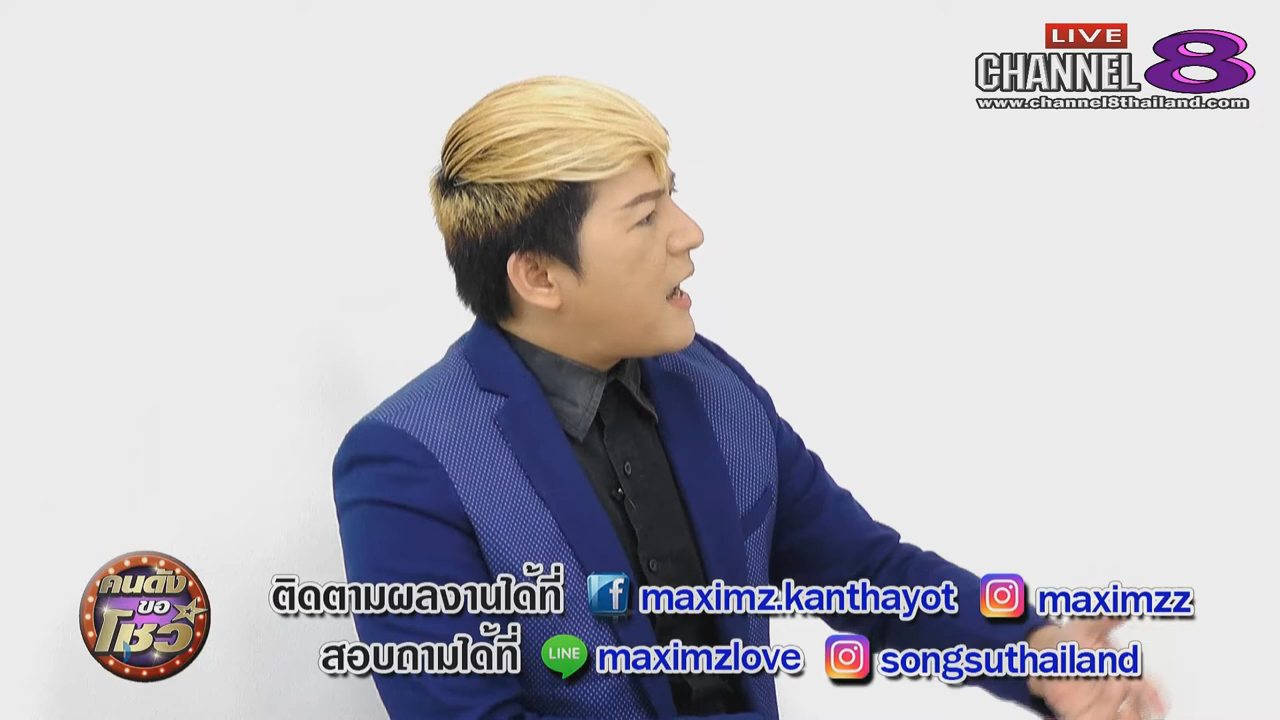 LIVE
CHANNEL 8
www.channel8thailand.com
คนดัง
ขอ
โชว์
ติดตามผลงานได้ที่ f maximz.kanthayot maximzz
สอบถามได้ที่ LINE maximzlove songsuthailand